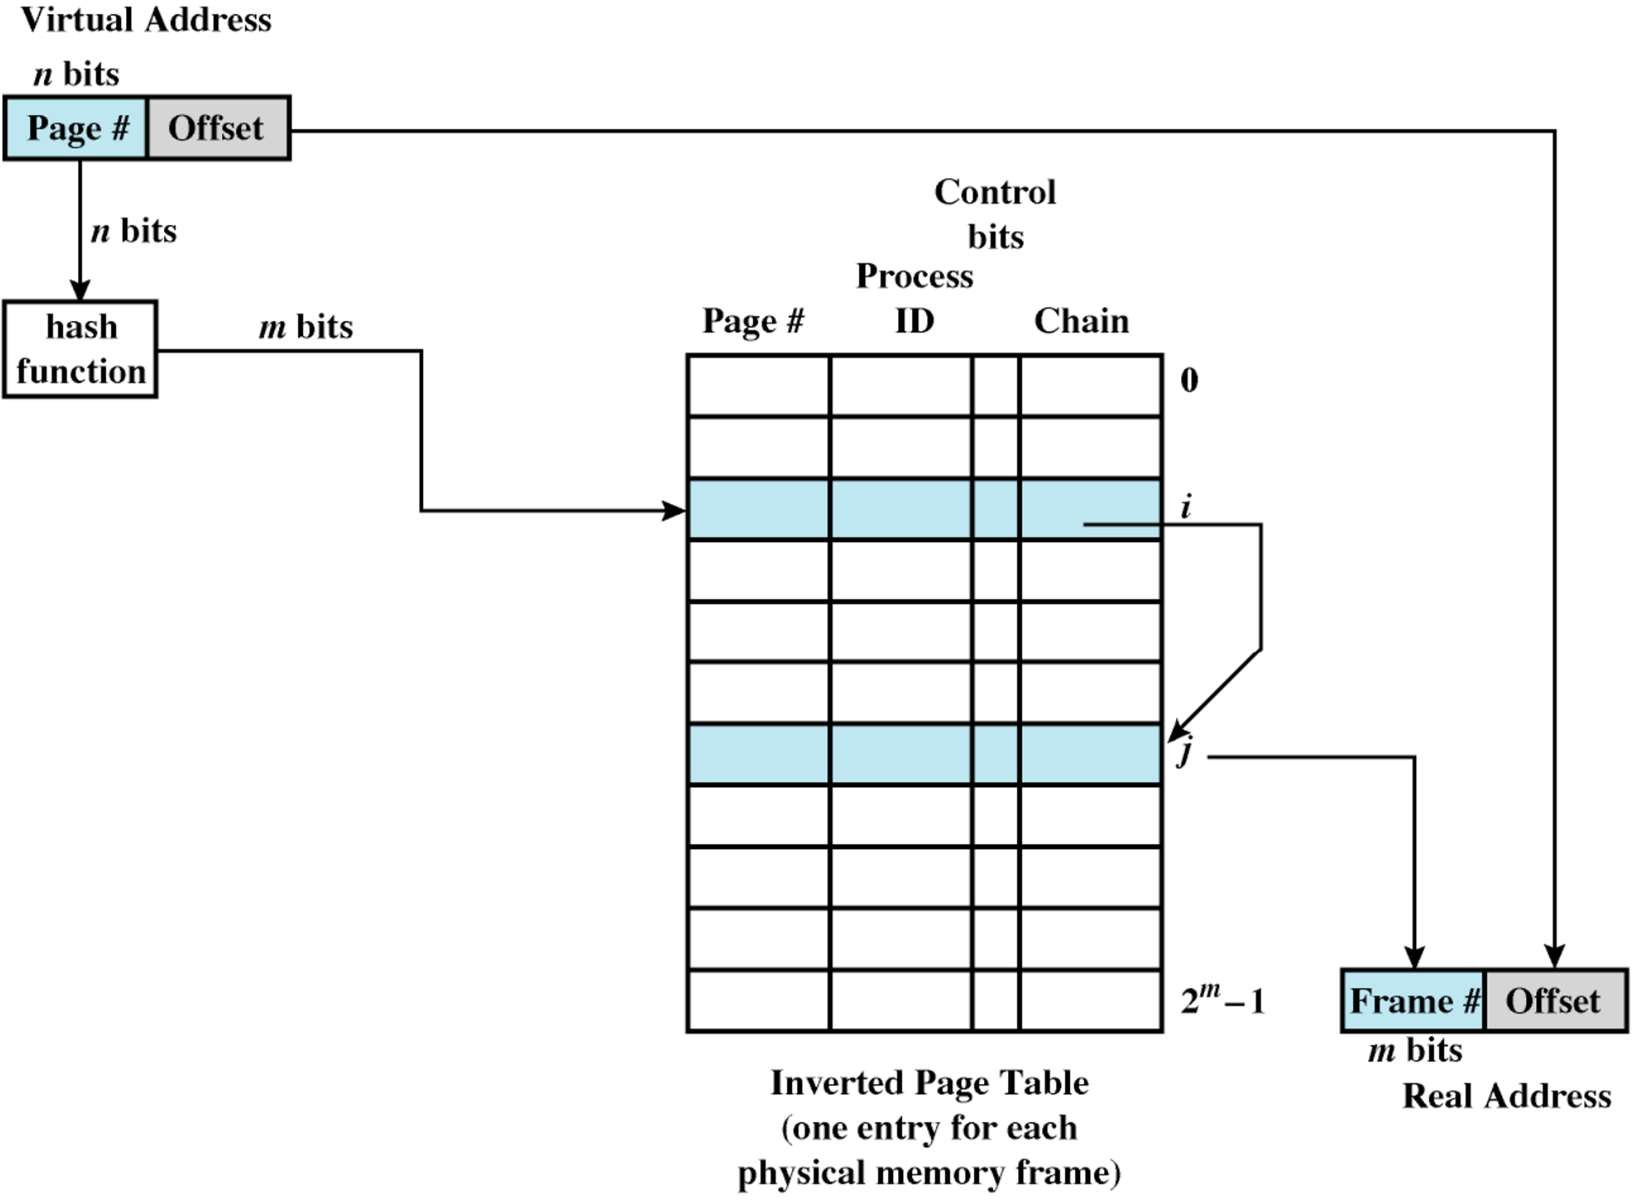 Virtual Address
n bits
Page # Offset
n bits
hash
function
m bits
Control
bits
Process
Page # ID Chain
0
i
j
2^m – 1
Frame # Offset
m bits
Real Address
Inverted Page Table
(one entry for each
physical memory frame)